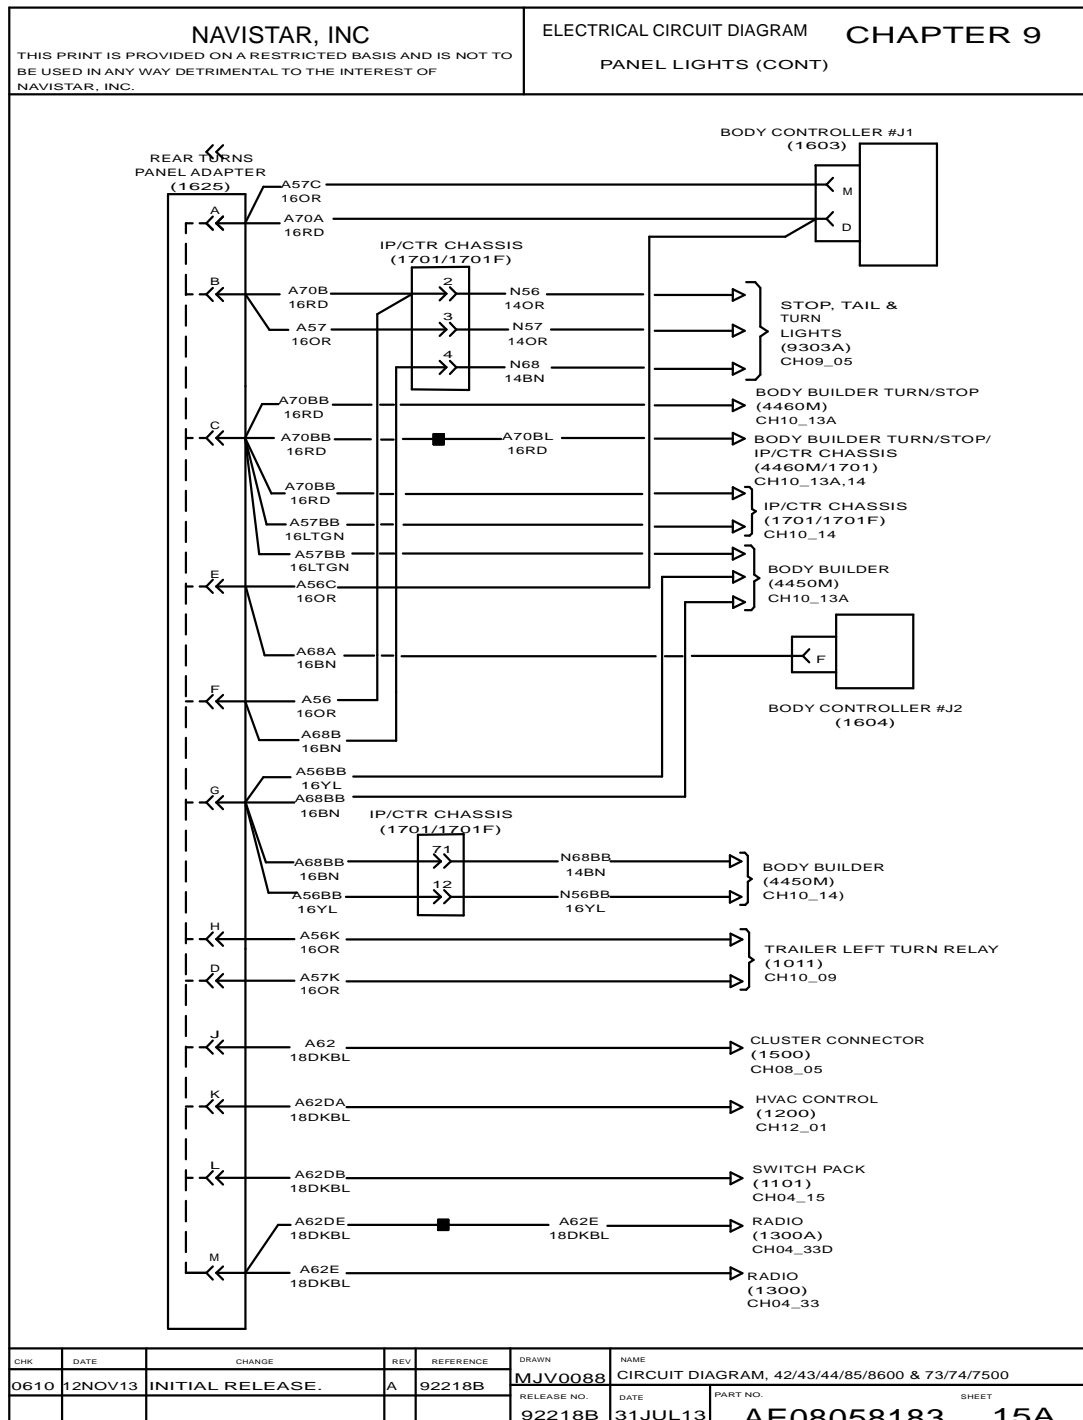 NAVISTAR, INC
THIS PRINT IS PROVIDED ON A RESTRICTED BASIS AND IS NOT TO
BE USED IN ANY WAY DETRIMENTAL TO THE INTEREST OF
NAVISTAR, INC.
ELECTRICAL CIRCUIT DIAGRAM
CHAPTER 9
PANEL LIGHTS (CONT)
REAR TURNS
PANEL ADAPTER
(1625)
BODY CONTROLLER #J1
(1603)
A57C
16OR
M
A
A70A
16RD
D
IP/CTR CHASSIS
(1701/1701F)
B
A70B
16RD
2
N56
14OR
A57
16OR
3
N57
14OR
4
N68
14BN
STOP, TAIL &
TURN
LIGHTS
(9303A)
CH09_05
A70BB
16RD
BODY BUILDER TURN/STOP
(4460M)
CH10_13A
C
A70BB
16RD
A70BL
16RD
BODY BUILDER TURN/STOP/
IP/CTR CHASSIS
(4460M/1701)
CH10_13A,14
A70BB
16RD
A57BB
16LTGN
IP/CTR CHASSIS
(1701/1701F)
CH10_14
A57BB
16LTGN
BODY BUILDER
(4450M)
CH10_13A
E
A56C
16OR
A68A
16BN
F
BODY CONTROLLER #J2
(1604)
F
A56
16OR
A68B
16BN
A56BB
16YL
G
A68BB
16BN
IP/CTR CHASSIS
(1701/1701F)
A68BB
16BN
71
N68BB
14BN
A56BB
16YL
12
N56BB
16YL
BODY BUILDER
(4450M)
CH10_14)
H
A56K
16OR
D
A57K
16OR
TRAILER LEFT TURN RELAY
(1011)
CH10_09
J
A62
18DKBL
CLUSTER CONNECTOR
(1500)
CH08_05
K
A62DA
18DKBL
HVAC CONTROL
(1200)
CH12_01
L
A62DB
18DKBL
SWITCH PACK
(1101)
CH04_15
A62DE
18DKBL
A62E
18DKBL
RADIO
(1300A)
CH04_33D
M
A62E
18DKBL
RADIO
(1300)
CH04_33
CHK DATE CHANGE REV REFERENCE
0610 12NOV13 INITIAL RELEASE. A 92218B
DRAWN
MJV0088
NAME
CIRCUIT DIAGRAM, 42/43/44/85/8600 & 73/74/7500
RELEASE NO.
92218B
DATE
31JUL13
PART NO.
AE08058183
SHEET
15A